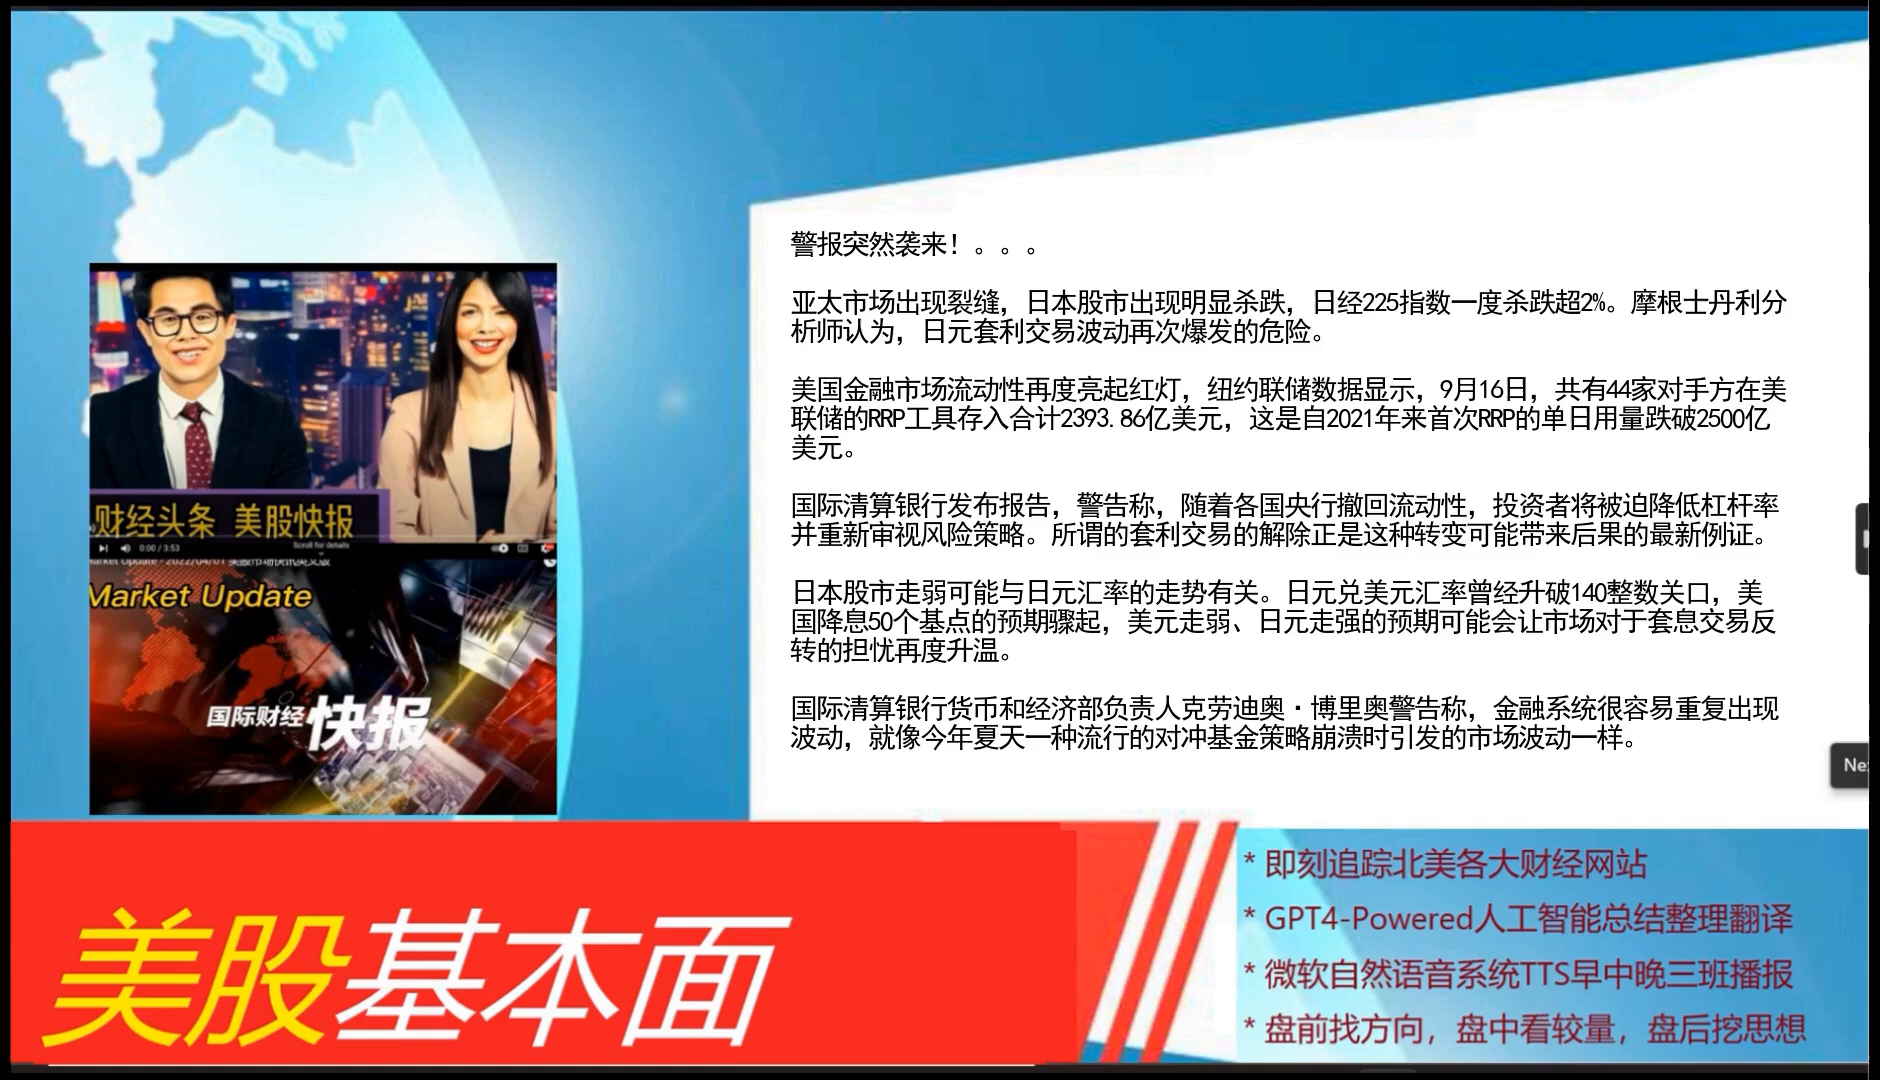 警报突然袭来！。。。
亚太市场出现裂缝，日本股市出现明显杀跌，日经225指数一度杀跌超2%。摩根士丹利分
析师认为，日元套利交易波动再次爆发的危险。
美国金融市场流动性再度亮起红灯，纽约联储数据显示，9月16日，共有44家对手方在美
联储的RRP工具存入合计2393.86亿美元，这是自2021年来首次RRP的单日用量跌破2500亿
美元。
国际清算银行发布报告，警告称，随着各国央行撤回流动性，投资者将被迫降低杠杆率
并重新审视风险策略。所谓的套利交易的解除正是这种转变可能带来后果的最新例证。
日本股市走弱可能与日元汇率的走势有关。日元兑美元汇率曾经升破140整数关口，美
国降息50个基点的预期骤起，美元走弱、日元走强的预期可能会让市场对于套息交易反
转的担忧再度升温。
国际清算银行货币和经济部负责人克劳迪奥·博里奥警告称，金融系统很容易重复出现
波动，就像今年夏天一种流行的对冲基金策略崩溃时引发的市场波动一样。
财经头条 美股快报
0:00 / 3:53
Scroll for details
Market Update - 2022/04/01 美股市场快讯英文版
Market Update
国际财经快报
美股基本面
* 即刻追踪北美各大财经网站
* GPT4-Powered人工智能总结整理翻译
* 微软自然语音系统TTS早中晚三班播报
* 盘前找方向，盘中看较量，盘后挖思想